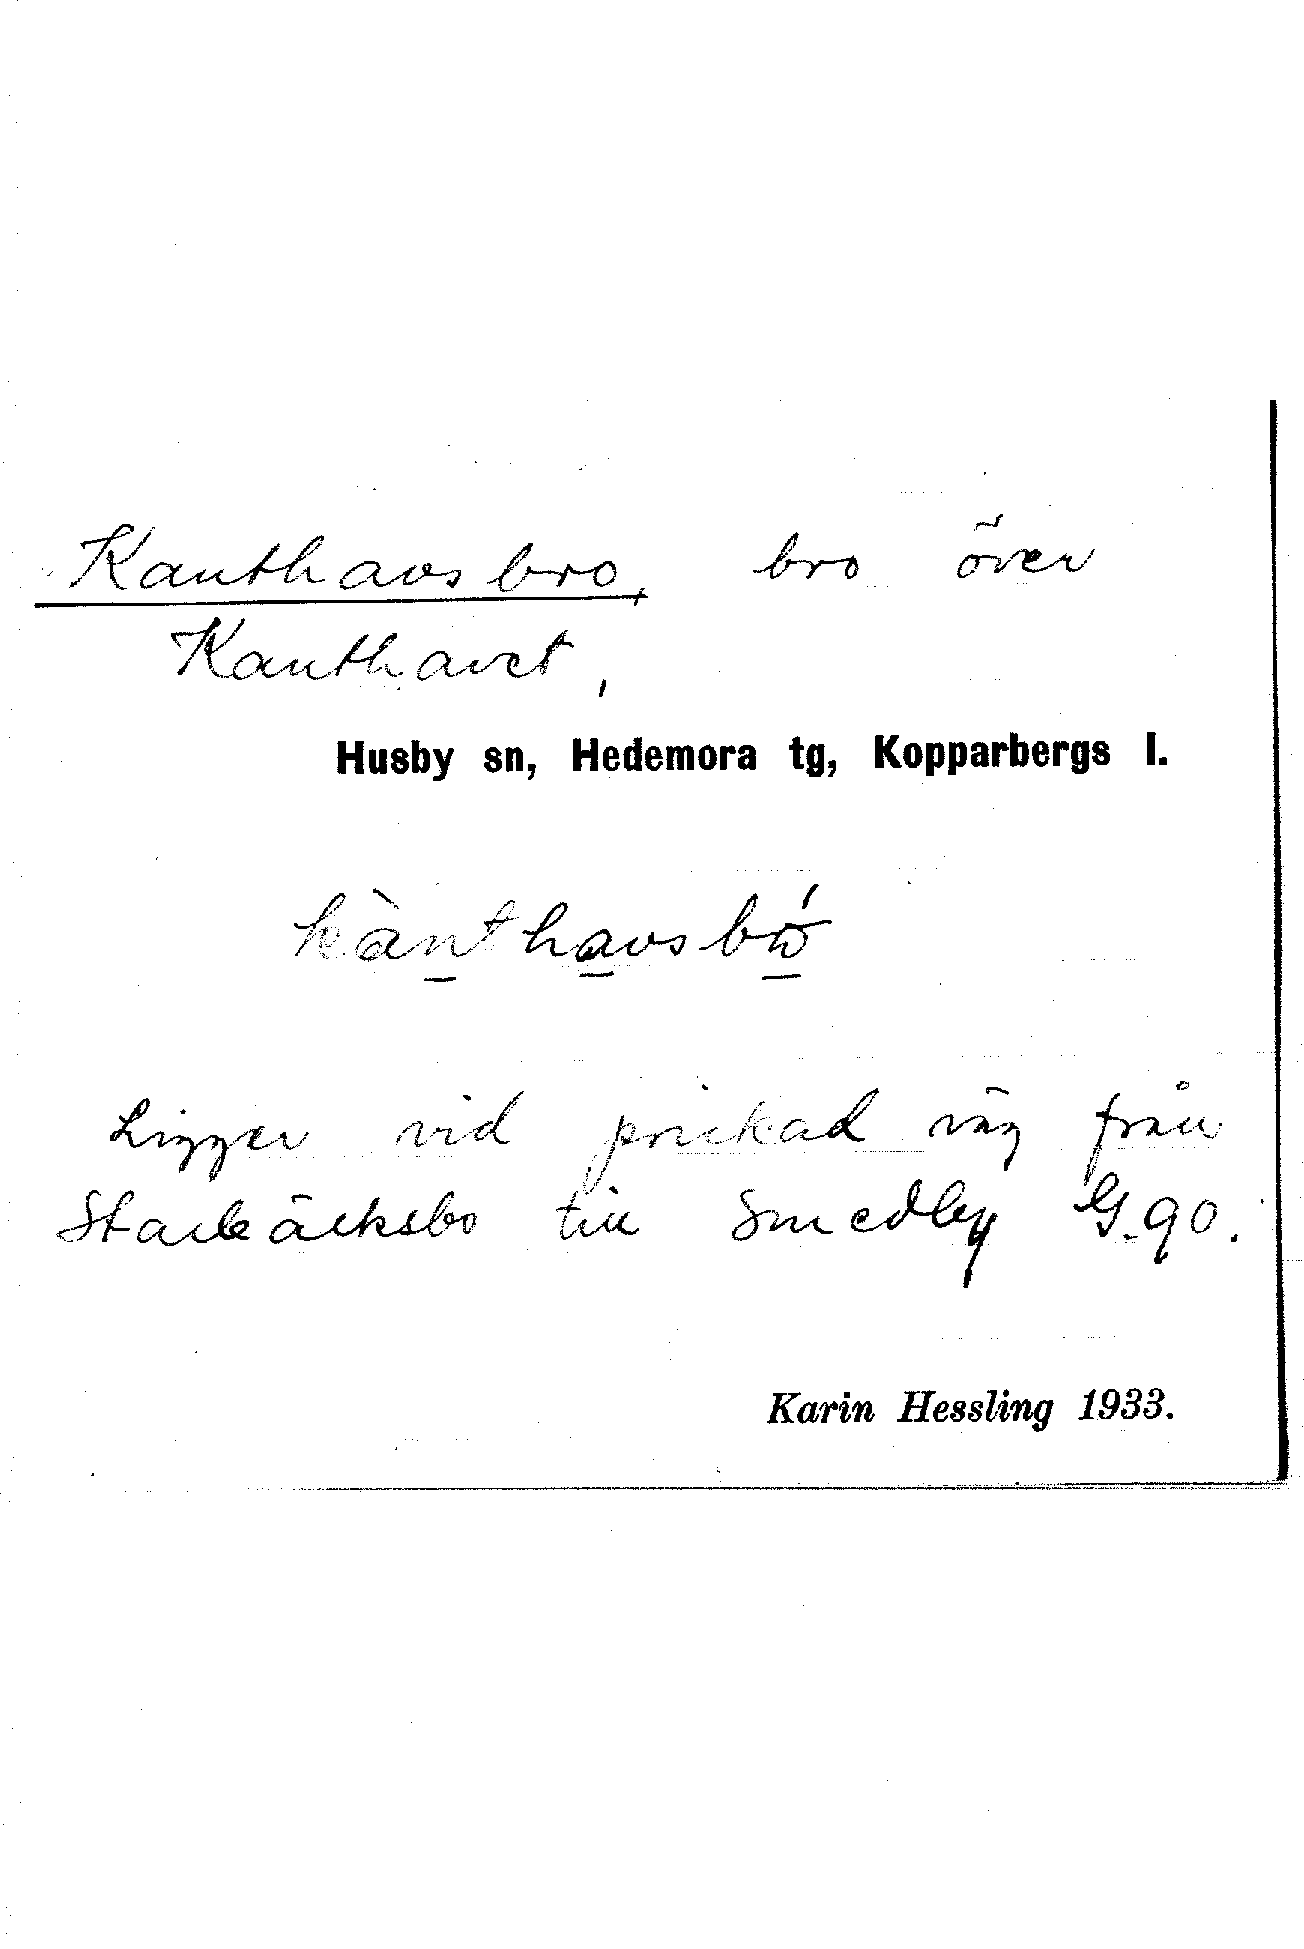 Kanthavsbro, bro över
Kanthavet,
Husby sn, Hedemora tg, Kopparbergs l.
kànthavsbó
Ligger vid prickad väg från
till Smedby G.90.
Karin Hessling 1933.